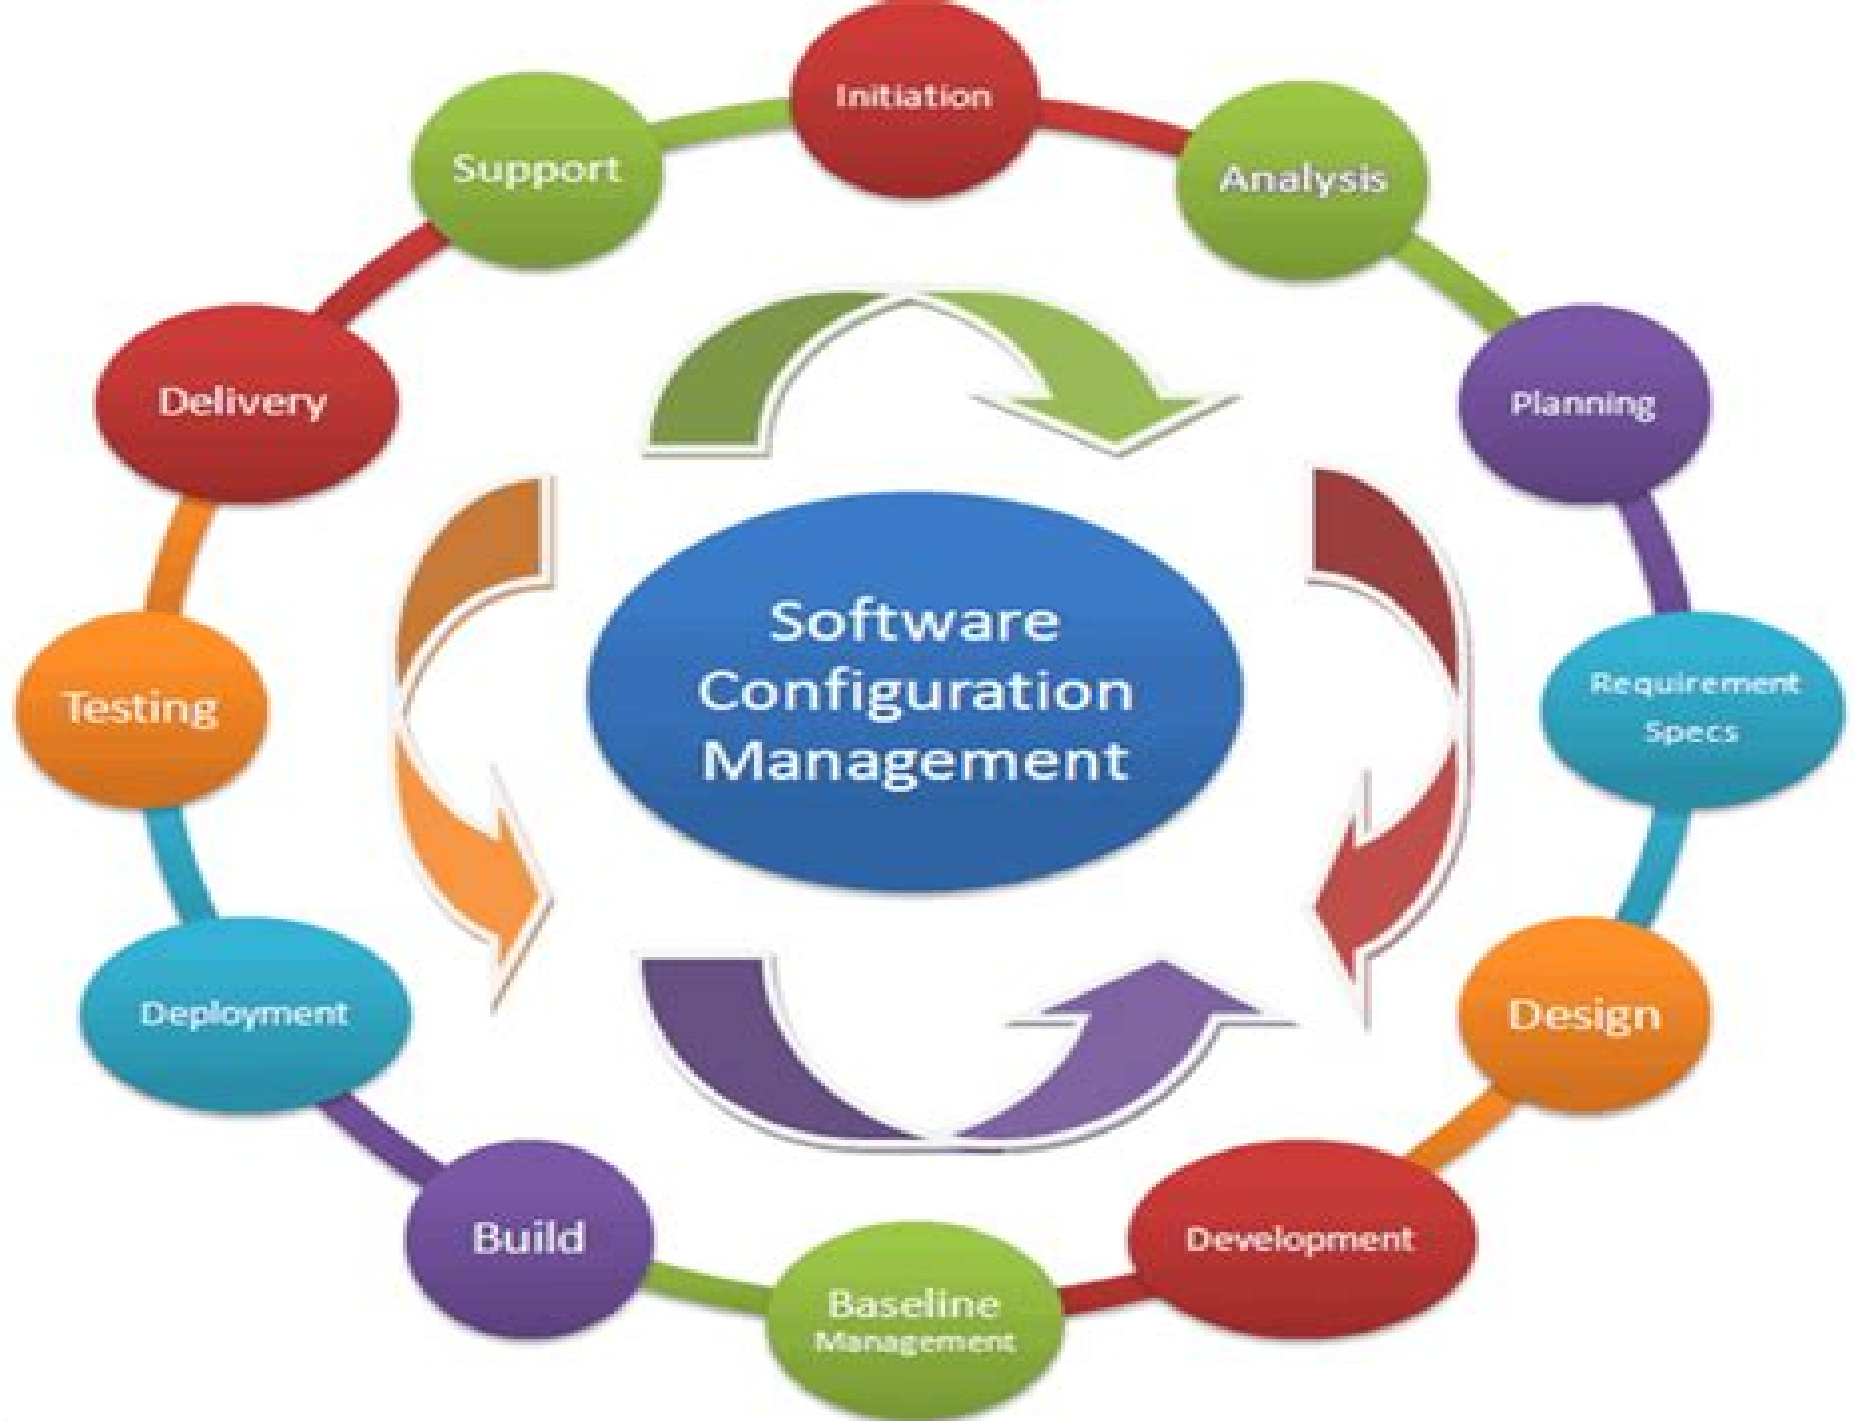 Initiation
Analysis
Planning
Requirement
Specs
Design
Development
Baseline
Management
Build
Deployment
Testing
Delivery
Support
Software
Configuration
Management